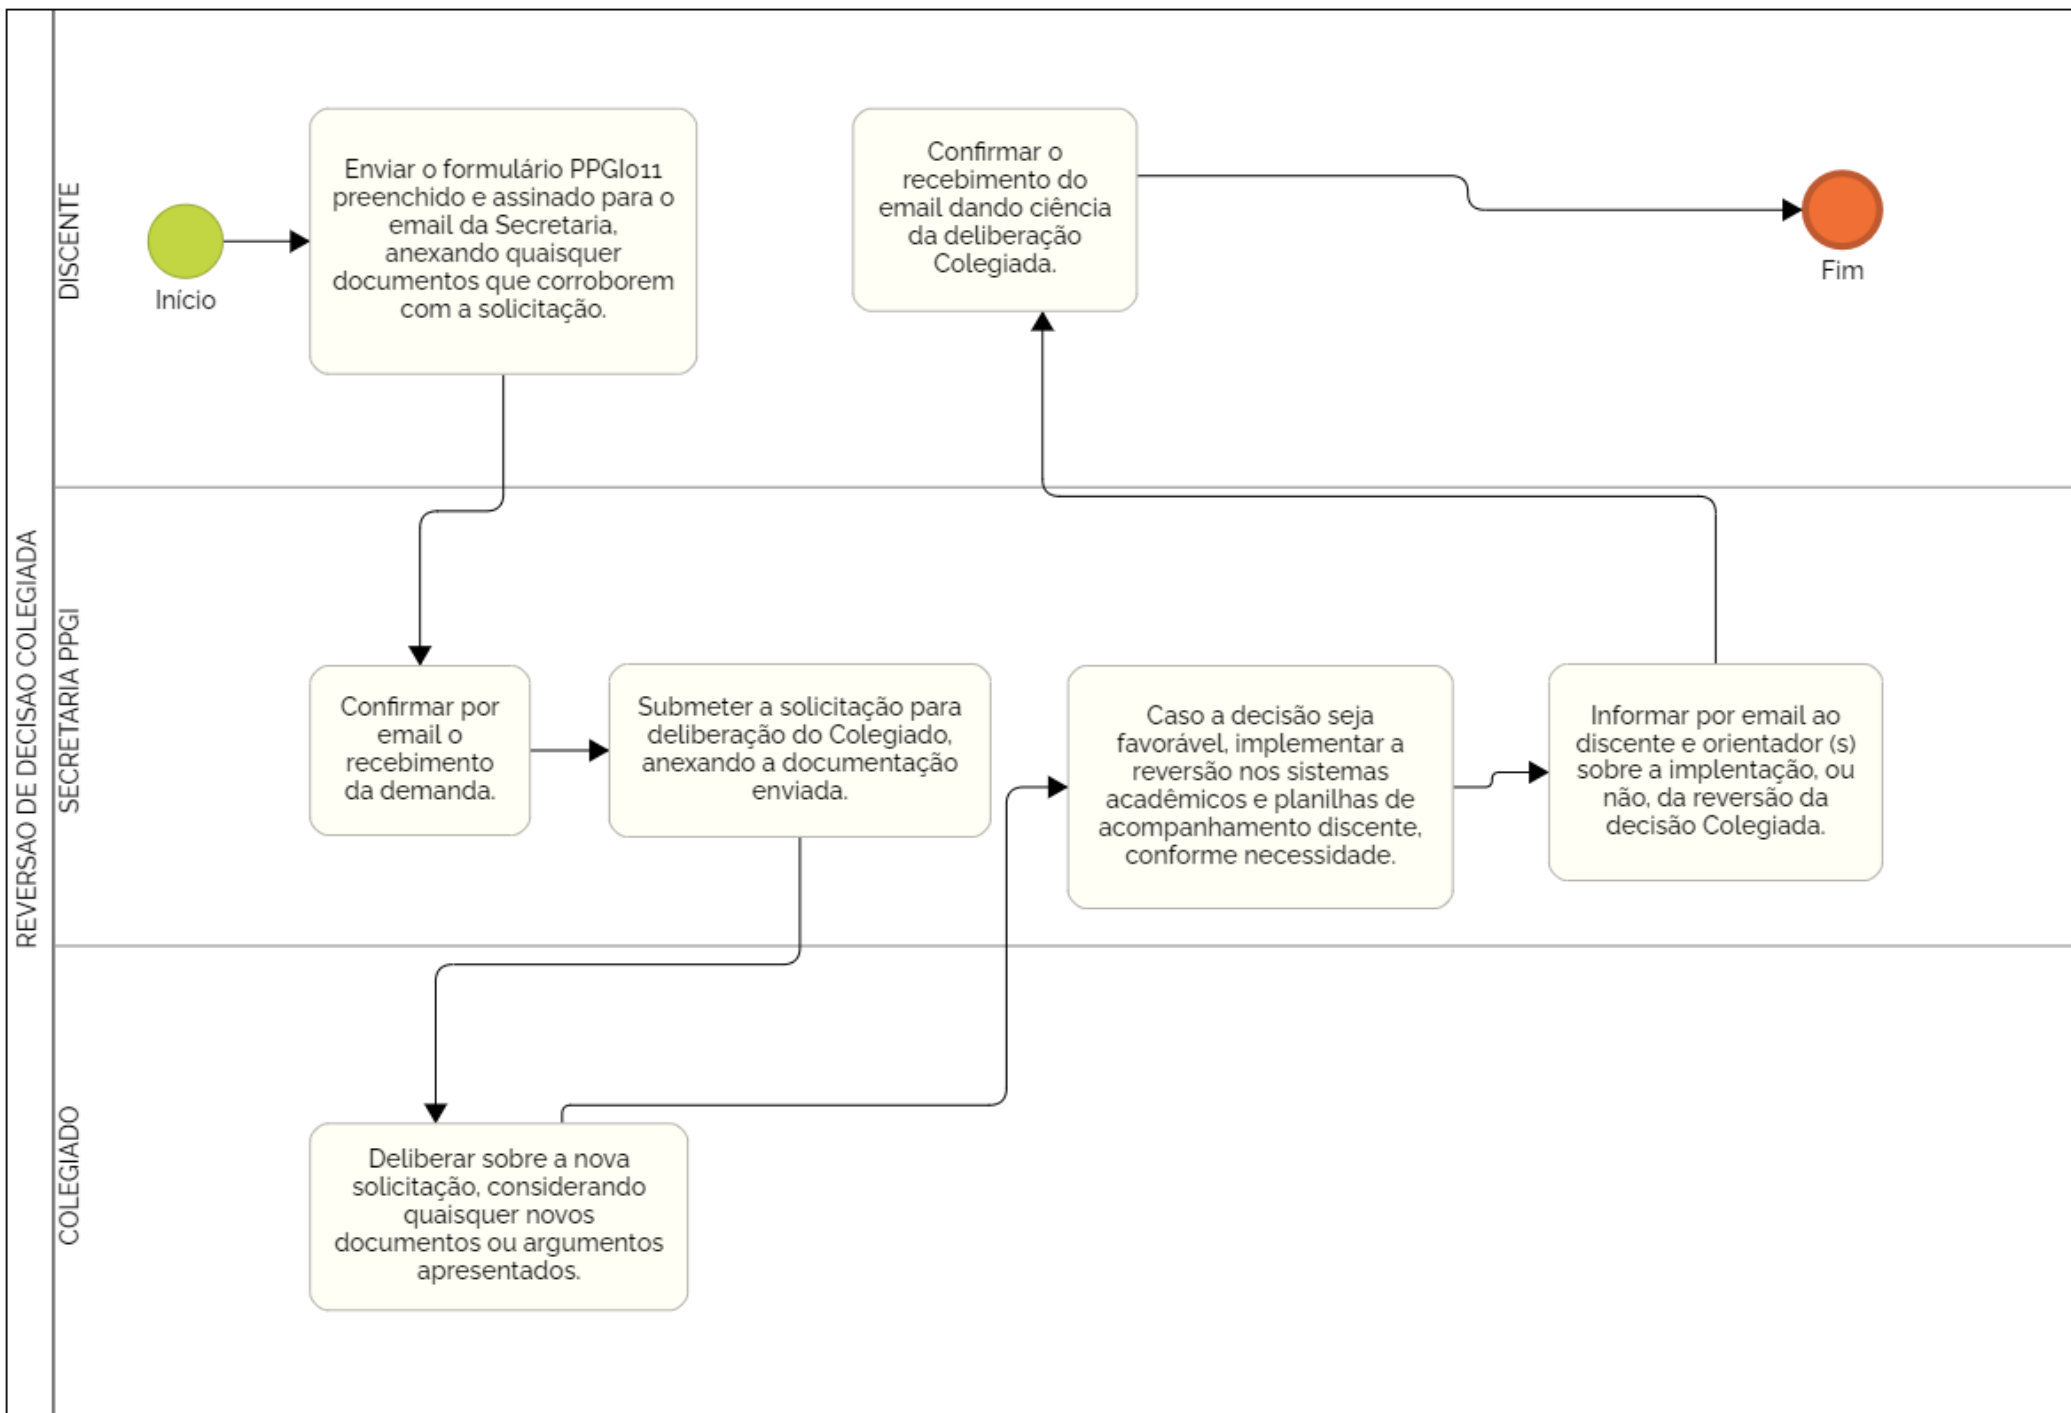 REVERSAO DE DECISAO COLEGIADA
DISCENTE
Início
Enviar o formulário PPGI011
preenchido e assinado para o
email da Secretaria,
anexando quaisquer
documentos que corroborem
com a solicitação.
Confirmar o
recebimento do
email dando ciência
da deliberação
Colegiada.
Fim
SECRETARIA PPGI
Confirmar por
email o
recebimento
da demanda.
Submeter a solicitação para
deliberação do Colegiado,
anexando a documentação
enviada.
Caso a decisão seja
favorável, implementar a
reversão nos sistemas
acadêmicos e planilhas de
acompanhamento discente,
conforme necessidade.
Informar por email ao
discente e orientador (s)
sobre a implentação, ou
não, da reversão da
decisão Colegiada.
COLEGIADO
Deliberar sobre a nova
solicitação, considerando
quaisquer novos
documentos ou argumentos
apresentados.